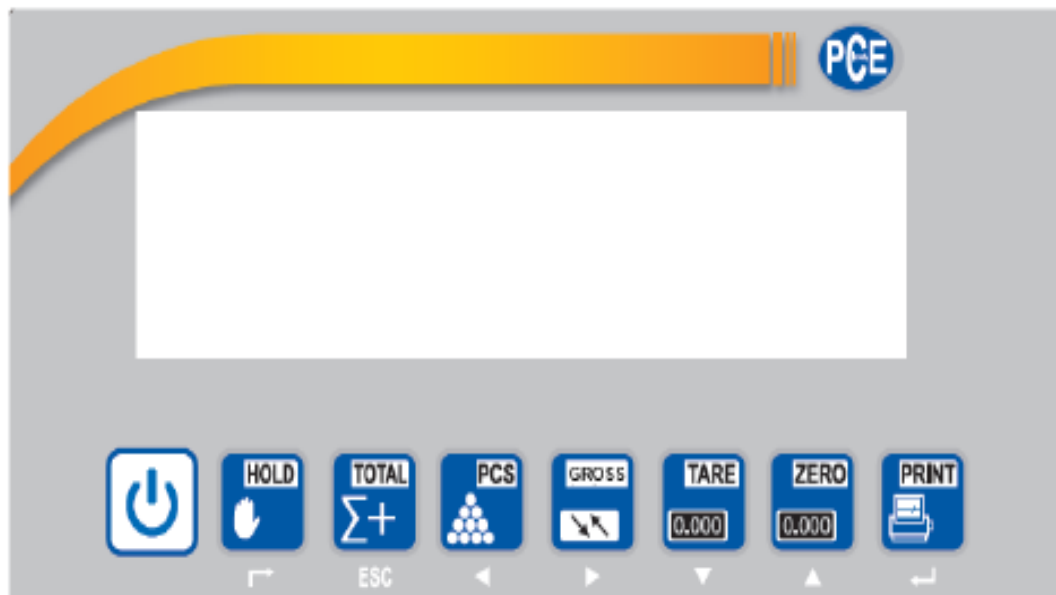 PCE
HOLD TOTAL PCS GROSS TARE ZERO PRINT
Σ+ 0.000 0.000
ESC